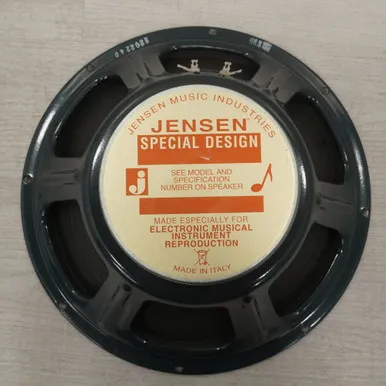 JENSEN MUSIC INDUSTRIES
JENSEN
SPECIAL DESIGN
SEE MODEL AND
SPECIFICATION
NUMBER ON SPEAKER
j
MADE ESPECIALLY FOR
ELECTRONIC MUSICAL
INSTRUMENT
REPRODUCTION
MADE IN ITALY